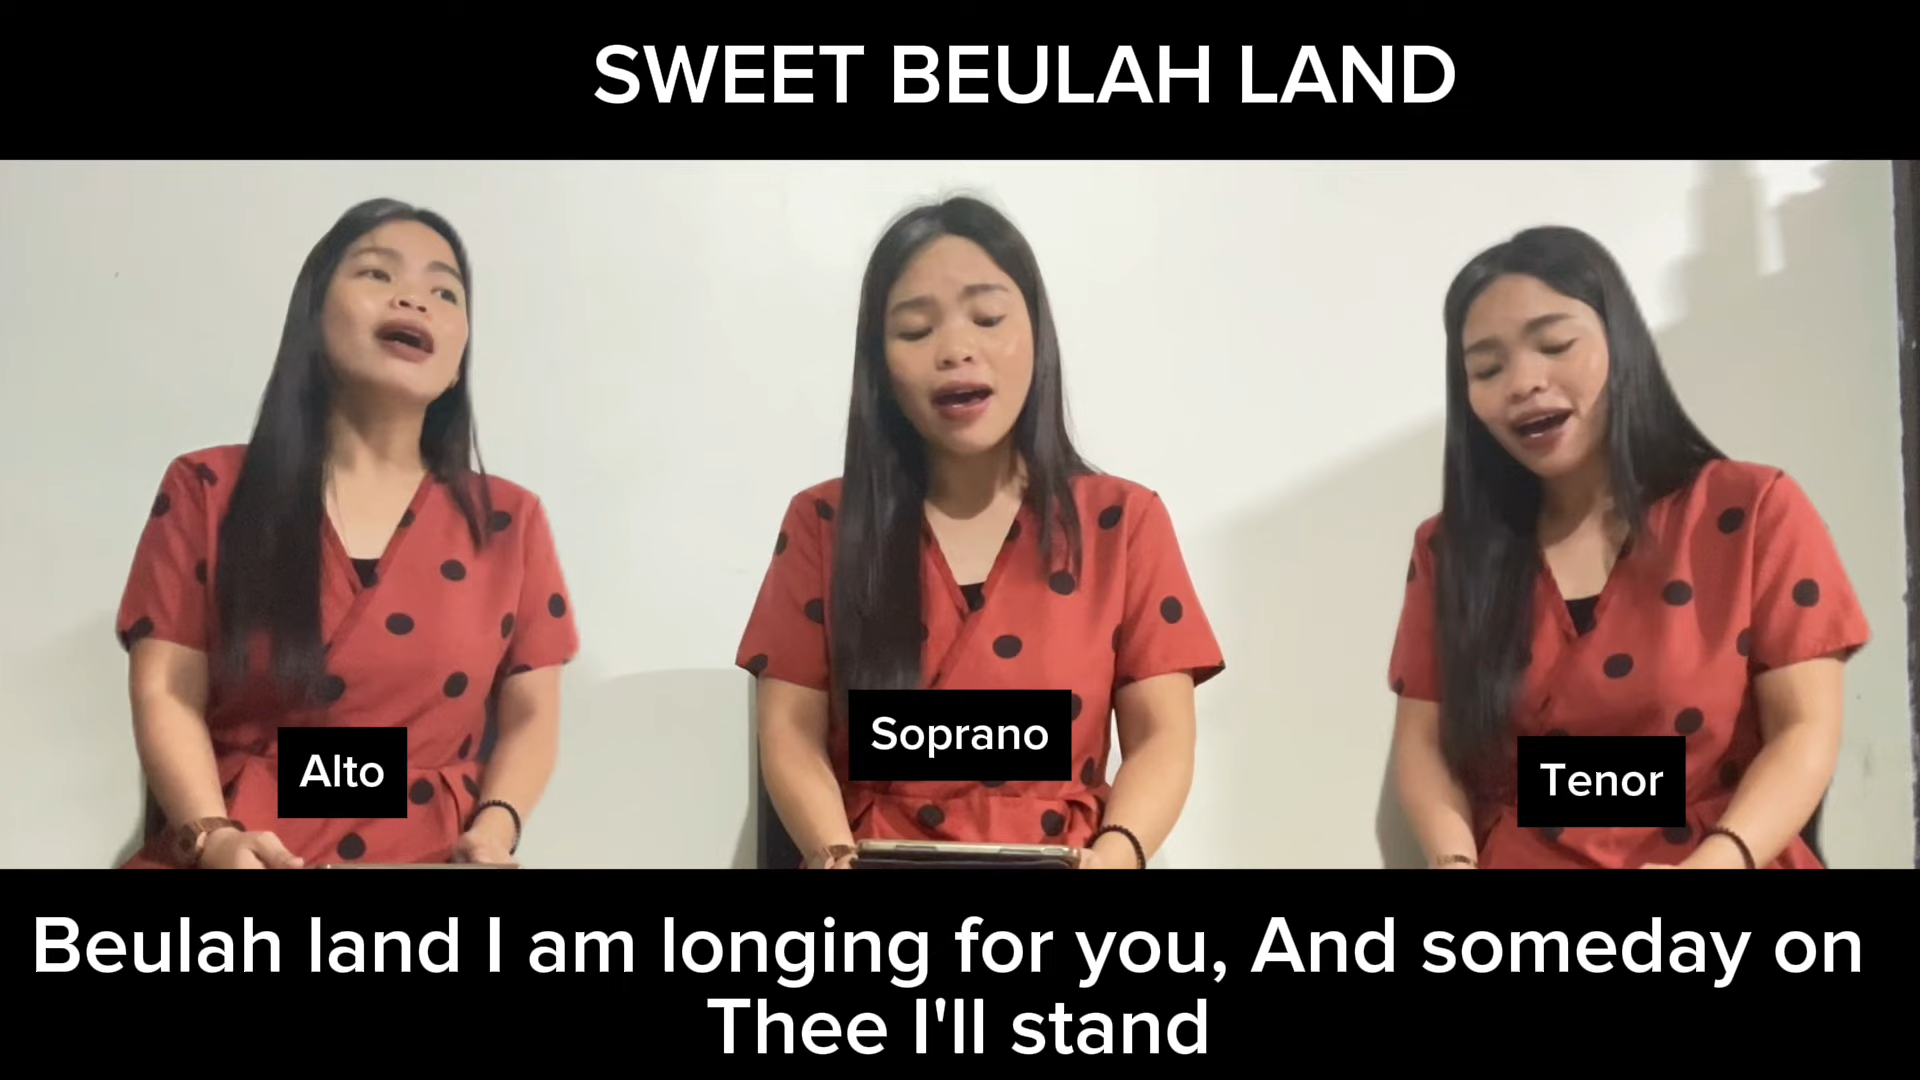 SWEET BEULAH LAND
Soprano
Alto
Tenor
Beulah land I am longing for you, And someday on
Thee I'll stand